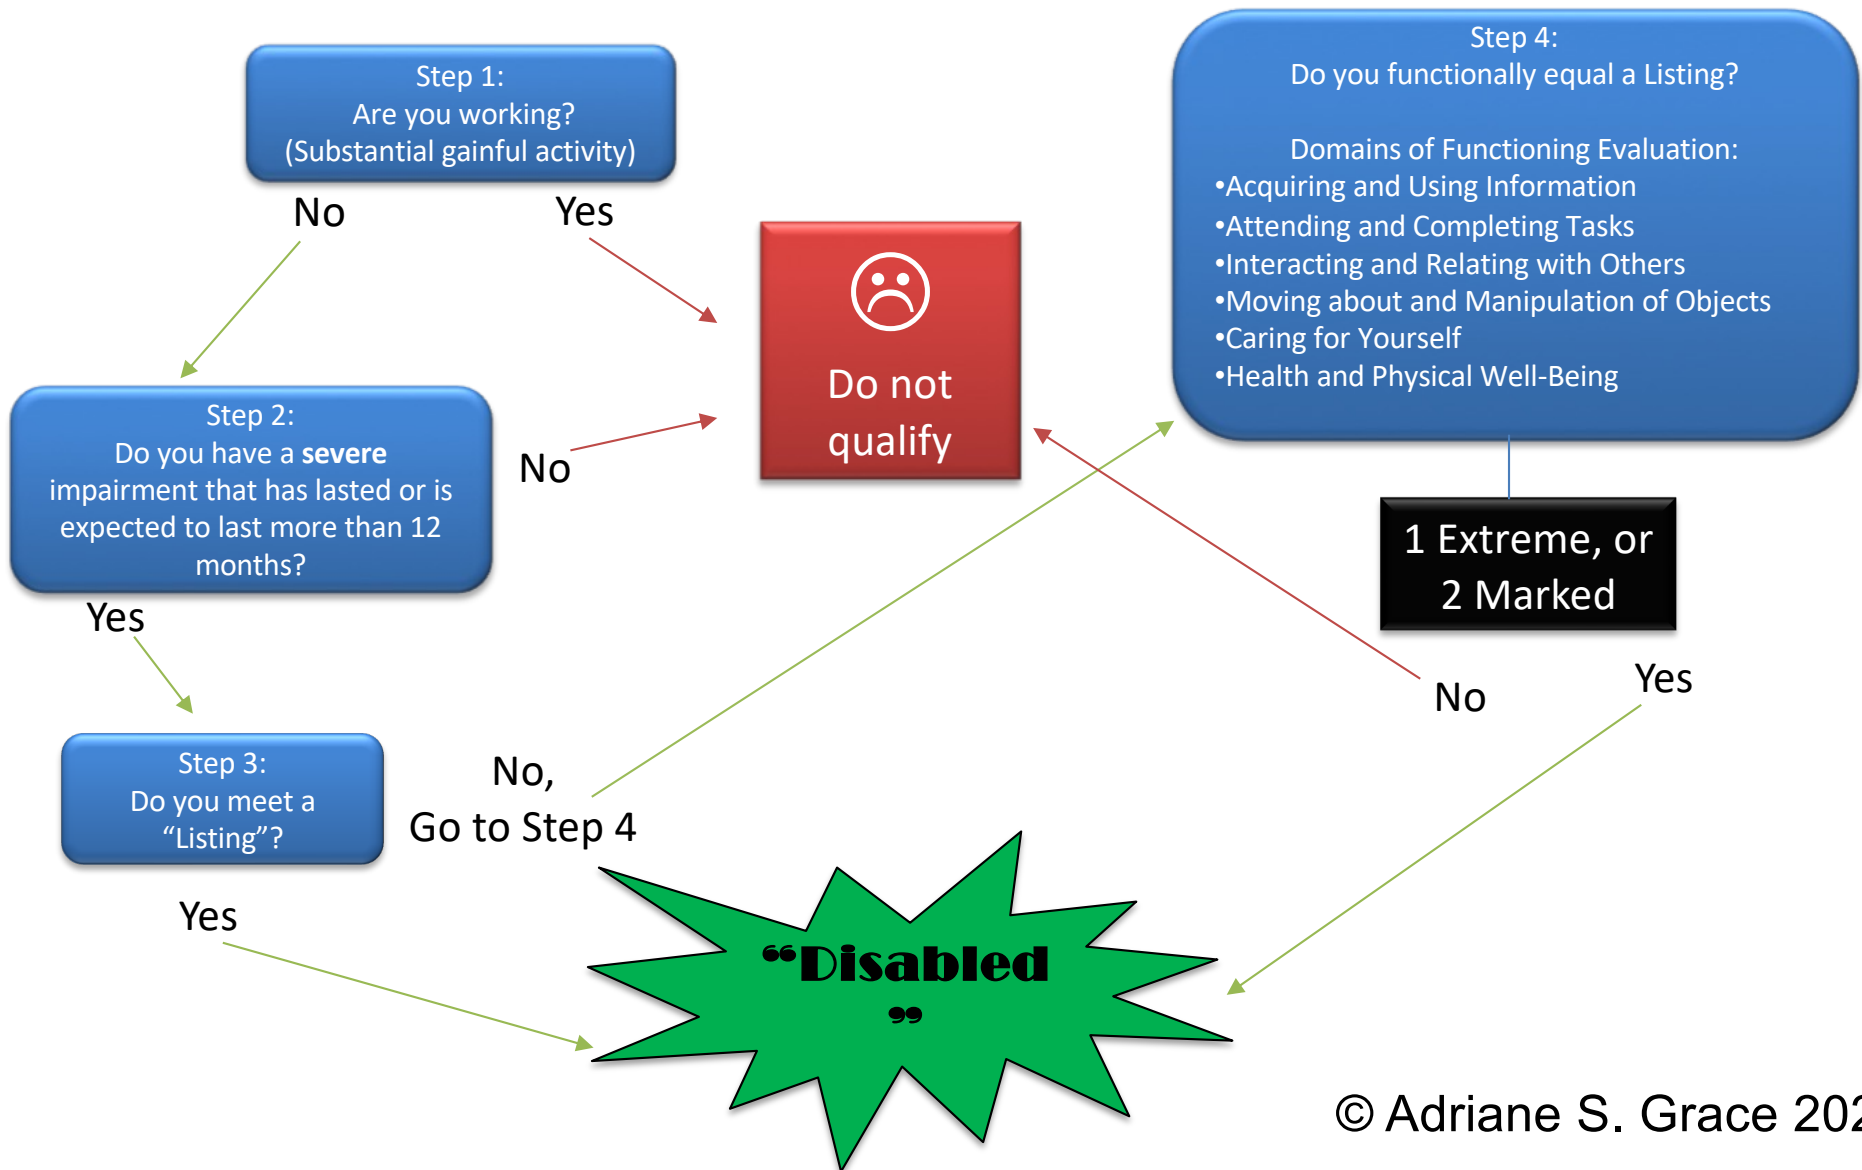 Step 1:
Are you working?
(Substantial gainful activity)
No
Yes
Step 2:
Do you have a severe
impairment that has lasted or is
expected to last more than 12
months?
No
Yes
Step 3:
Do you meet a
“Listing”?
No,
Go to Step 4
Yes
Do not
qualify
Step 4:
Do you functionally equal a Listing?
Domains of Functioning Evaluation:
•Acquiring and Using Information
•Attending and Completing Tasks
•Interacting and Relating with Others
•Moving about and Manipulation of Objects
•Caring for Yourself
•Health and Physical Well-Being
1 Extreme, or
2 Marked
No
Yes
“Disabled
”
© Adriane S. Grace